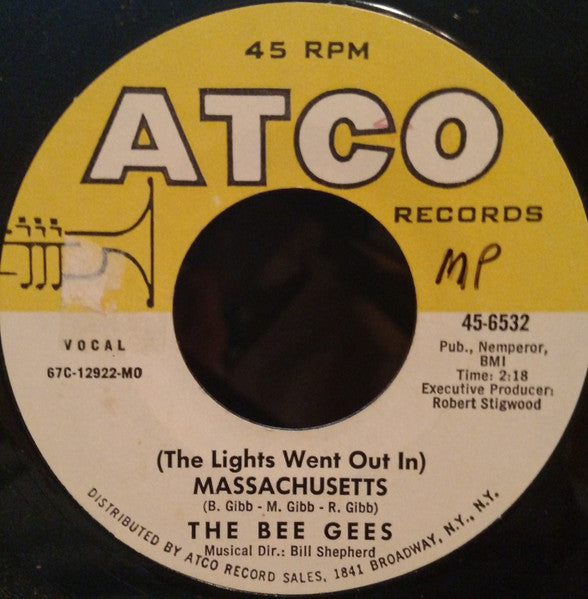 45 RPM
ATCO
RECORDS
MP
VOCAL
67C-12922-MO
45-6532
Pub., Nemperor,
BMI
Time: 2:18
Executive Producer:
Robert Stigwood
(The Lights Went Out In)
MASSACHUSETTS
(B. Gibb - M. Gibb - R. Gibb)
THE BEE GEES
Musical Dir.: Bill Shepherd
DISTRIBUTED BY ATCO RECORD SALES, 1841 BROADWAY, N.Y., N.Y.